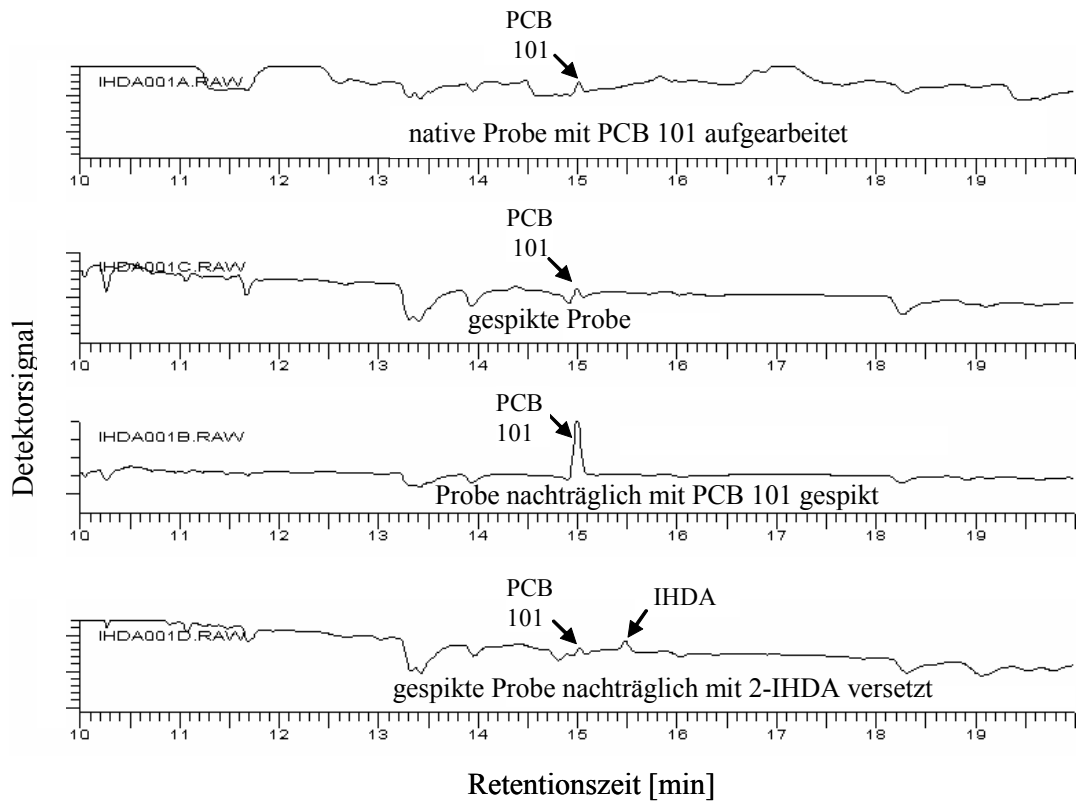 PCB
101
IHDA001A.RAW
native Probe mit PCB 101 aufgearbeitet
10 11 12 13 14 15 16 17 18 19
PCB
101
IHDA001C.RAW
gespikte Probe
10 11 12 13 14 15 16 17 18 19
PCB
101
IHDA001B.RAW
Probe nachträglich mit PCB 101 gespikt
10 11 12 13 14 15 16 17 18 19
PCB
101
IHDA
IHDA001D.RAW
gespikte Probe nachträglich mit 2-IHDA versetzt
10 11 12 13 14 15 16 17 18 19
Detektorsignal
Retentionszeit [min]